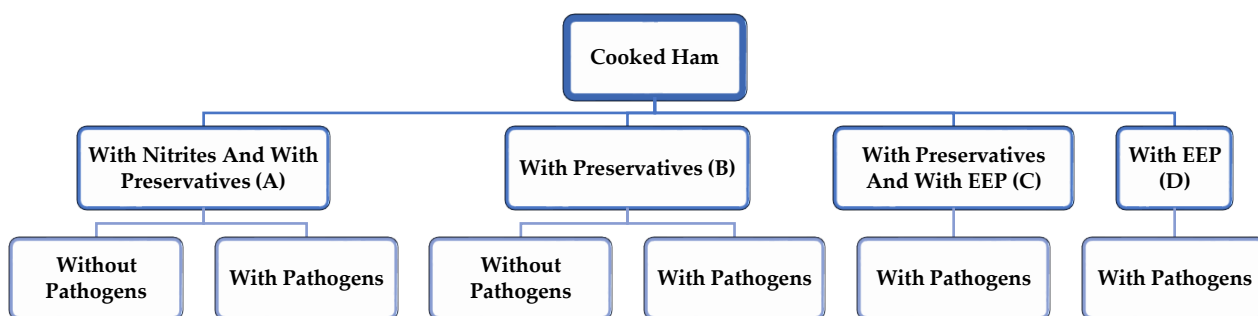 Cooked Ham
With Nitrites And With
Preservatives (A)
With Preservatives (B)
With Preservatives
And With EEP (C)
With EEP
(D)
Without
Pathogens
With Pathogens
Without
Pathogens
With Pathogens
With Pathogens
With Pathogens